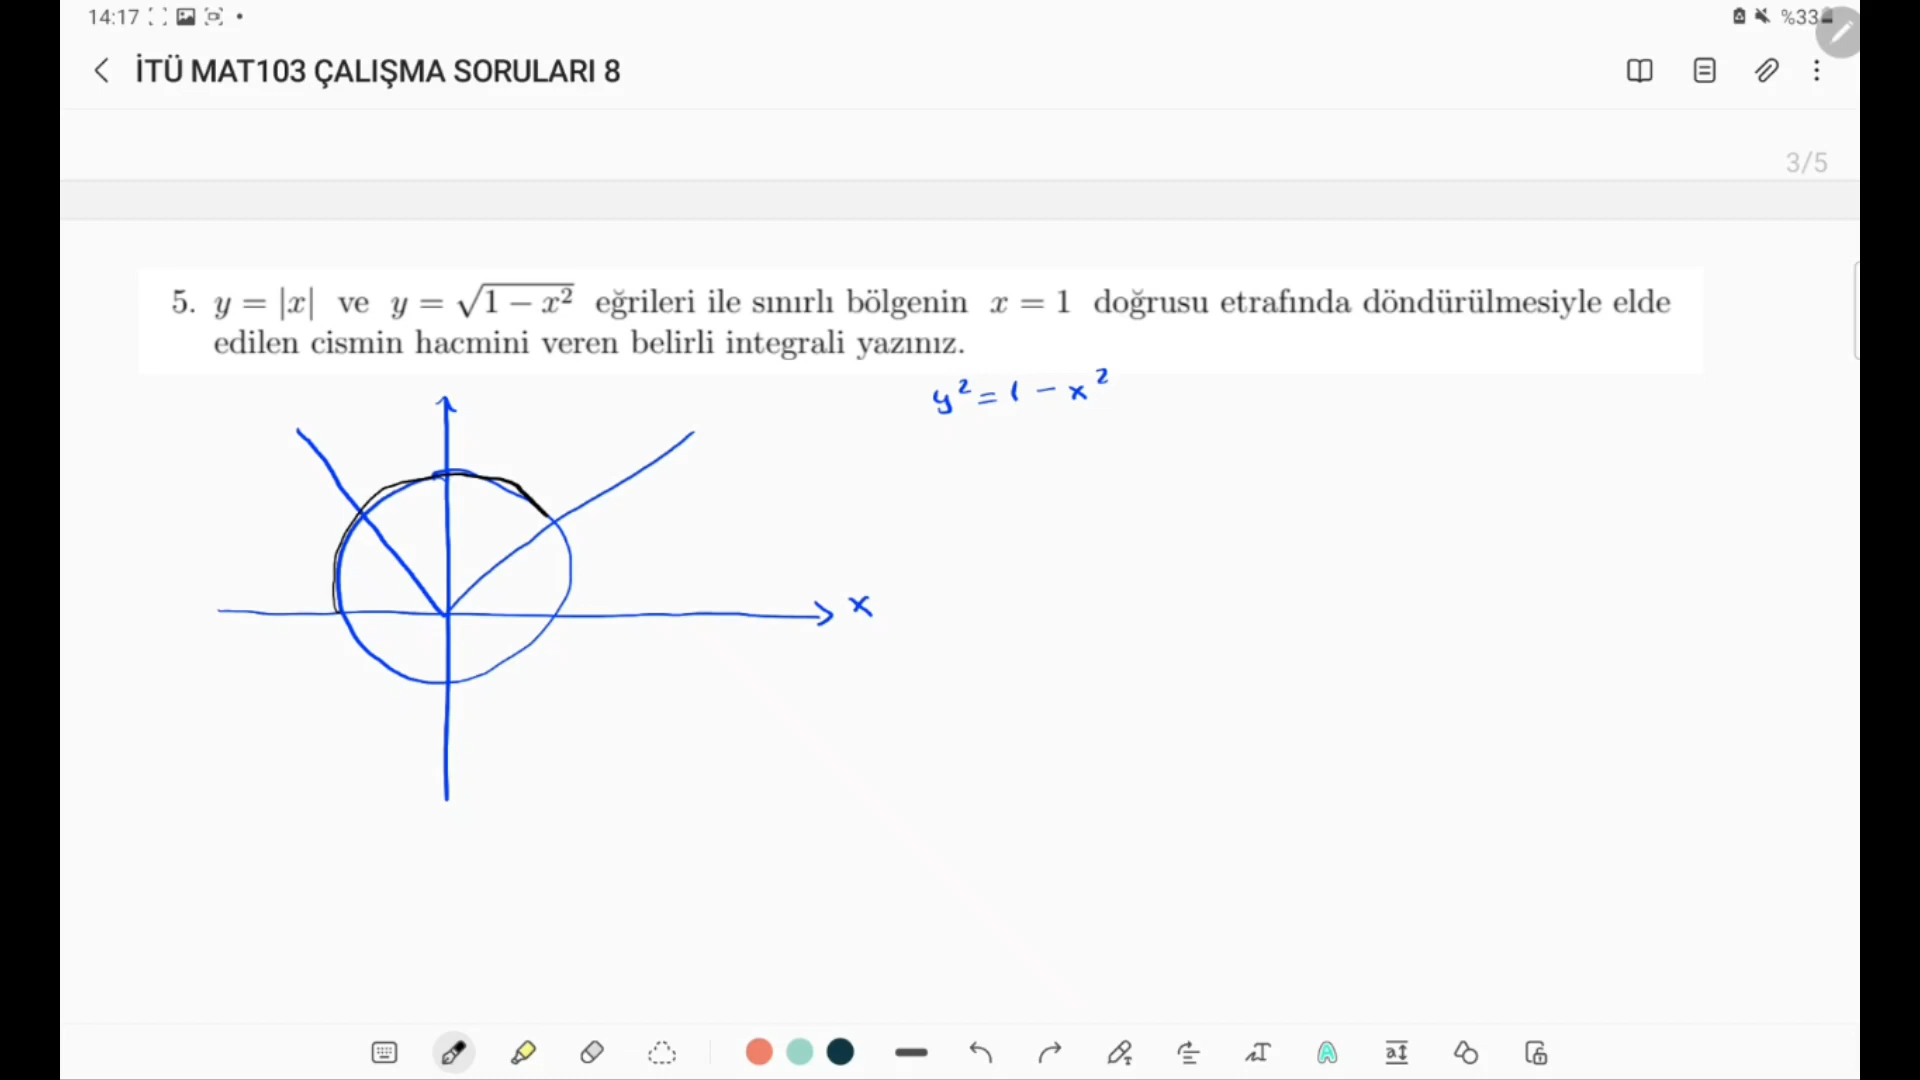 14:17
%33
İTÜ MAT103 ÇALIŞMA SORULARI 8
3/5
5. y = |x| ve y = √(1 − x²) eğrileri ile sınırlı bölgenin x = 1 doğrusu etrafında döndürülmesiyle elde
edilen cismin hacmini veren belirli integrali yazınız.
y² = 1 − x²
x